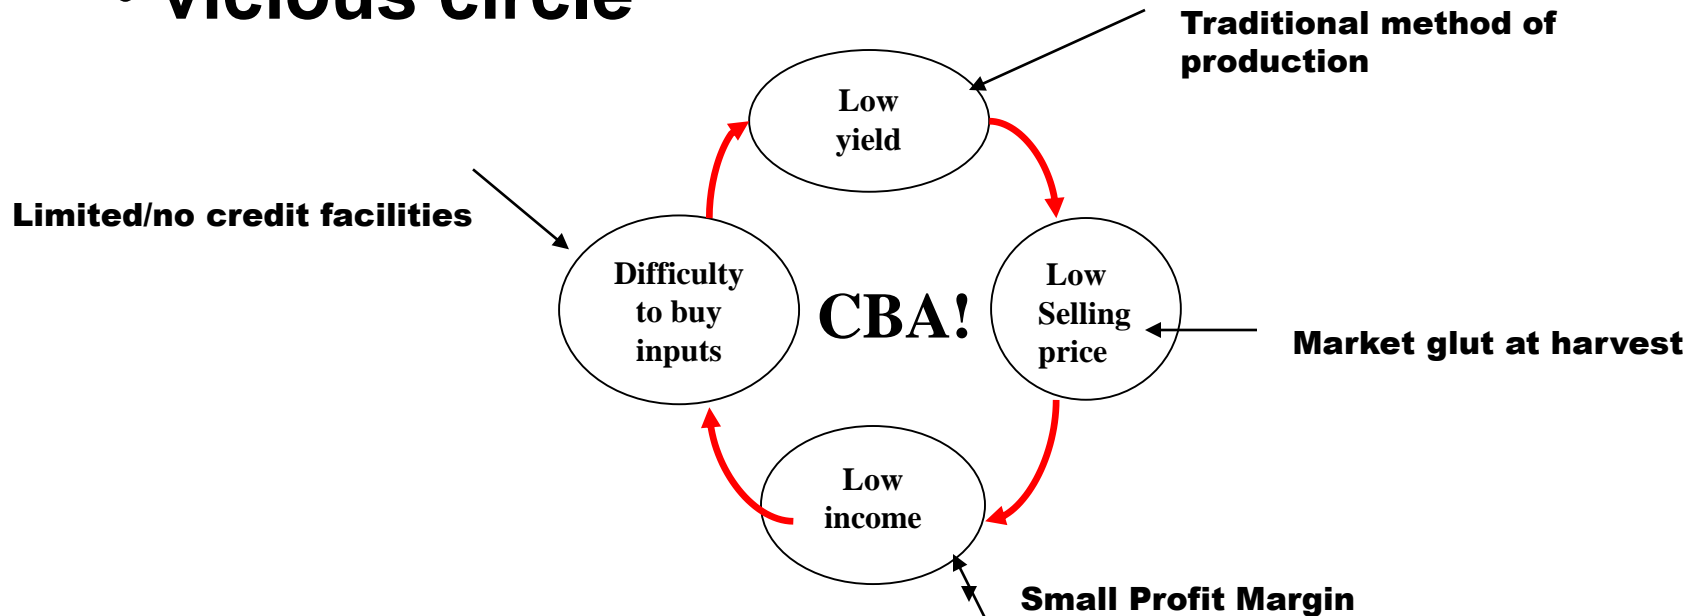 • vicious circle
Traditional method of
production
Low
yield
Limited/no credit facilities
Difficulty
to buy
inputs
CBA!
Low
Selling
price
Market glut at harvest
Low
income
Small Profit Margin